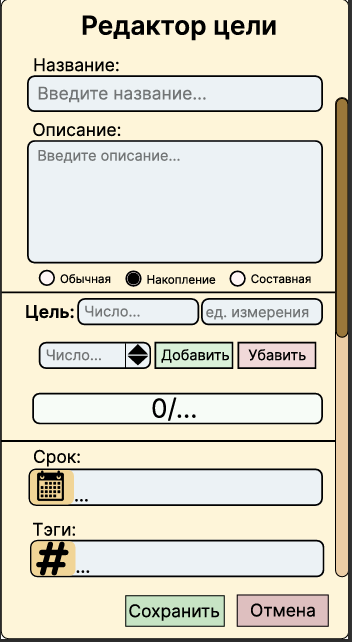 Редактор цели
Название:
Введите название...
Описание:
Введите описание...
Обычная Накопление Составная
Цель: Число... ед. измерения
Число... Добавить Убавить
0/...
Срок:
...
Тэги:
# ...
Сохранить Отмена